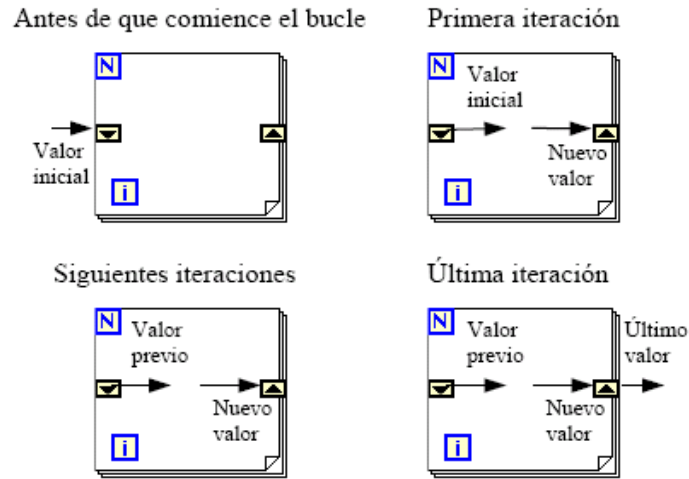 Antes de que comience el bucle
Primera iteración
N
Valor
inicial
i
N
Valor
inicial
Nuevo
valor
i
Siguientes iteraciones
Última iteración
N
Valor
previo
Nuevo
valor
i
N
Valor
previo
Nuevo
valor
Último
valor
i